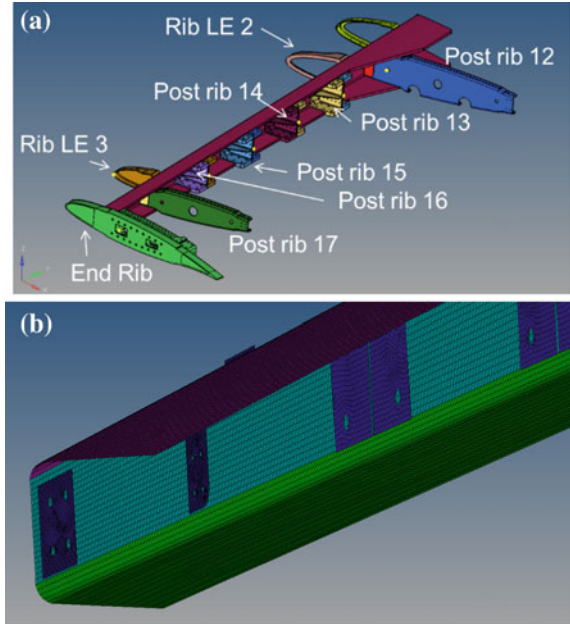 (a)
Rib LE 2
Post rib 12
Post rib 14
Post rib 13
Rib LE 3
Post rib 15
Post rib 16
Post rib 17
End Rib
(b)